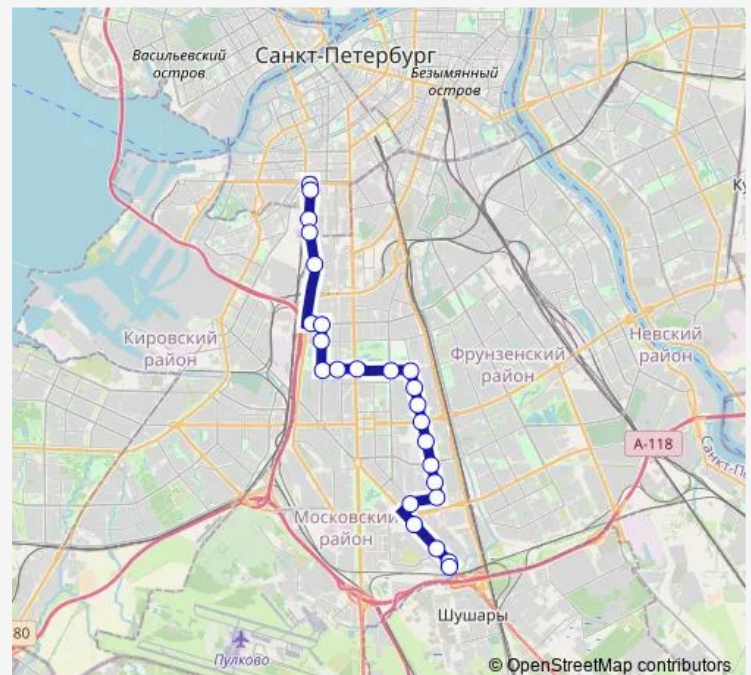 Васильевский
остров
Санкт-Петербург
Безымянный
остров
Кировский
район
Фрунзенский
район
Невский
район
А-118
Московский
район
Шушары
80
Пулково
© OpenStreetMap contributors